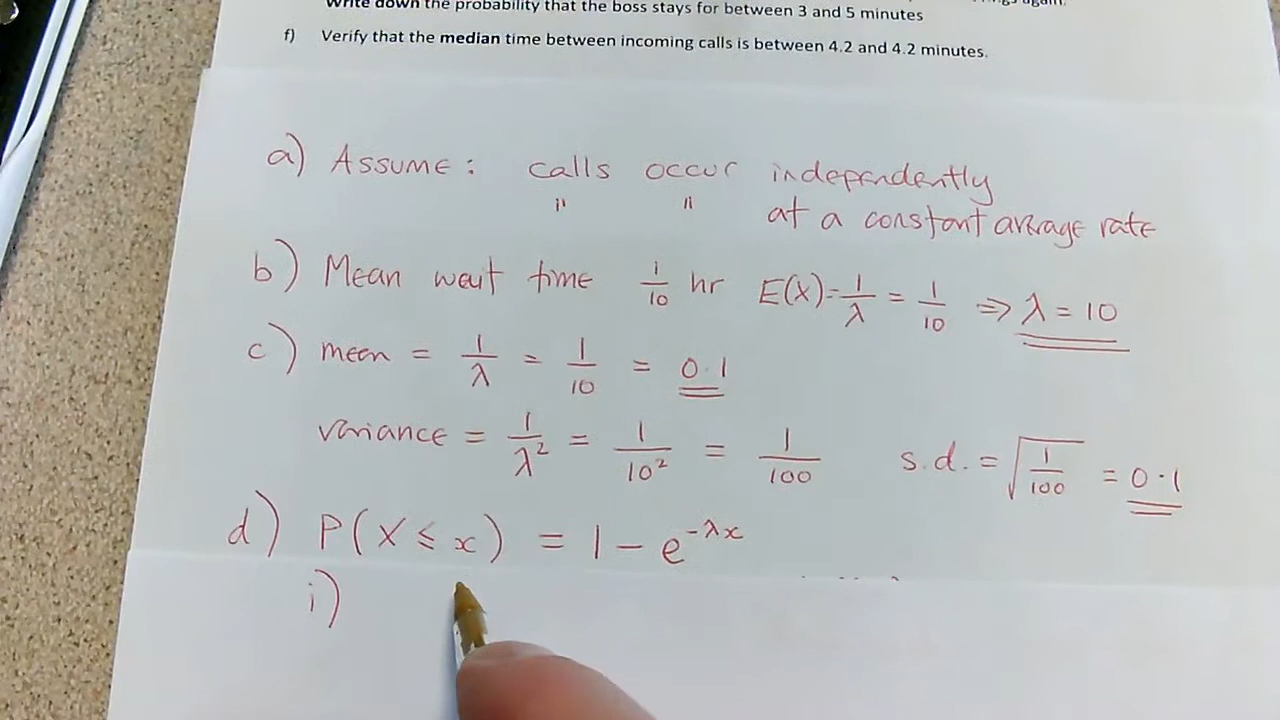 again.
Write down the probability that the boss stays for between 3 and 5 minutes
f) Verify that the median time between incoming calls is between 4.2 and 4.2 minutes.
a) Assume: calls occur independently
" " at a constant average rate
b) Mean wait time 1/10 hr E(X)=1/λ = 1/10 ⇒ λ = 10
c) mean = 1/λ = 1/10 = 0.1
variance = 1/λ² = 1/10² = 1/100 s.d. = √(1/100) = 0.1
d) P(X ≤ x) = 1 - e^(-λx)
i)